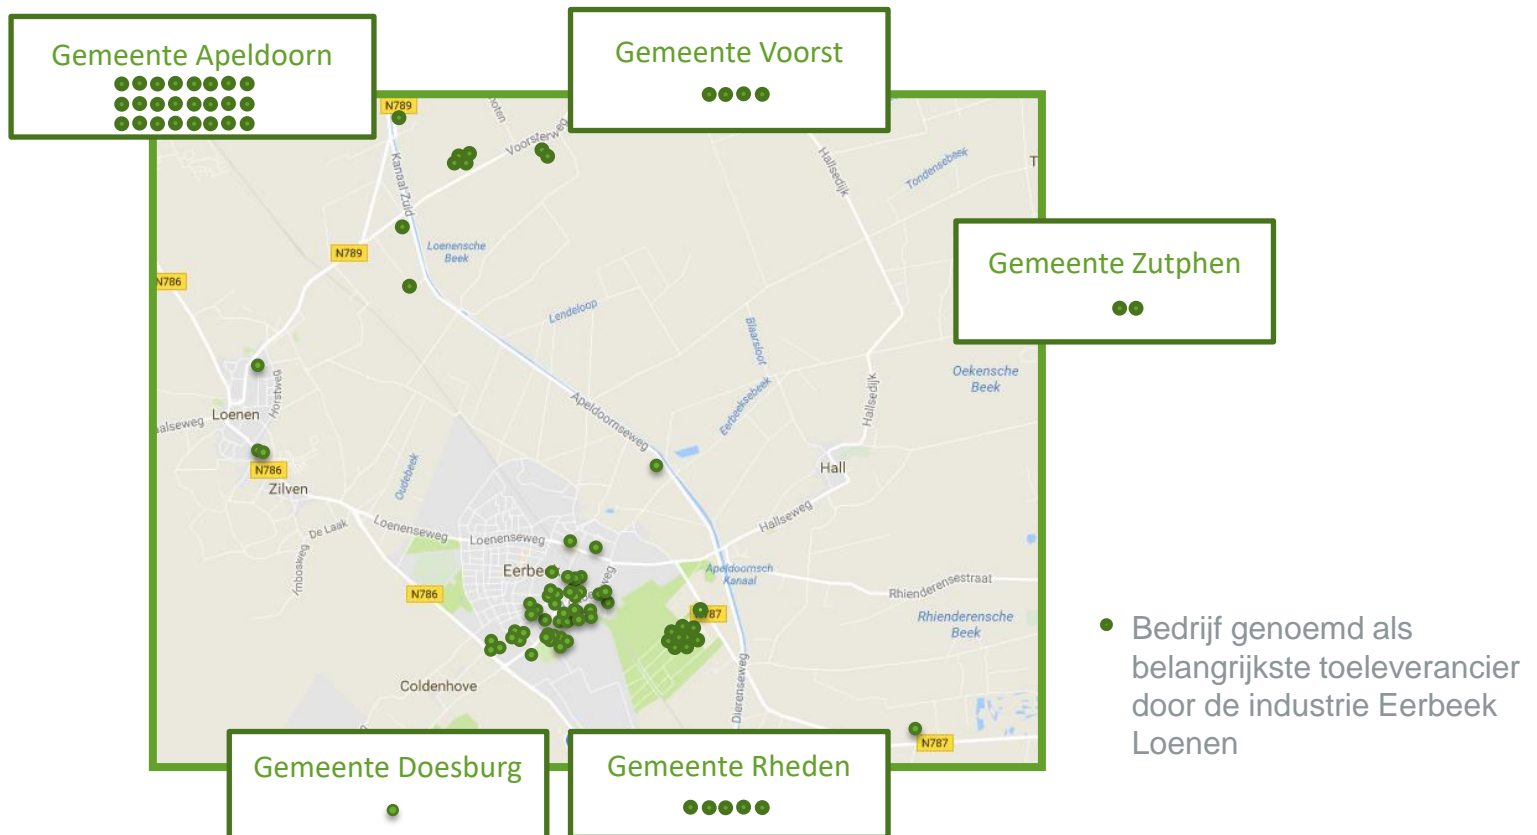 Gemeente Apeldoorn
Gemeente Voorst
N789
Voorsterweg
Kanaal Zuid
Hallsedijk
Tondensebeek
T
Loenensche
Beek
N789
Gemeente Zutphen
N786
Lendeloop
Blaarsloot
Oekensche
Beek
Horstweg
Eerbeeksebeek
Hallsedijk
Loenen
Apeldoornseweg
N786
Hall
Zilven
Oudebeek
Hallseweg
De Laak
Loenenseweg
Loenenseweg
Apeldoornsch
Kanaal
Rhienderensestraat
N786
Rhienderensche
Beek
Bedrijf genoemd als
belangrijkste toeleverancier
door de industrie Eerbeek
Loenen
Coldenhove
Dierenseweg
N787
Gemeente Doesburg
Gemeente Rheden